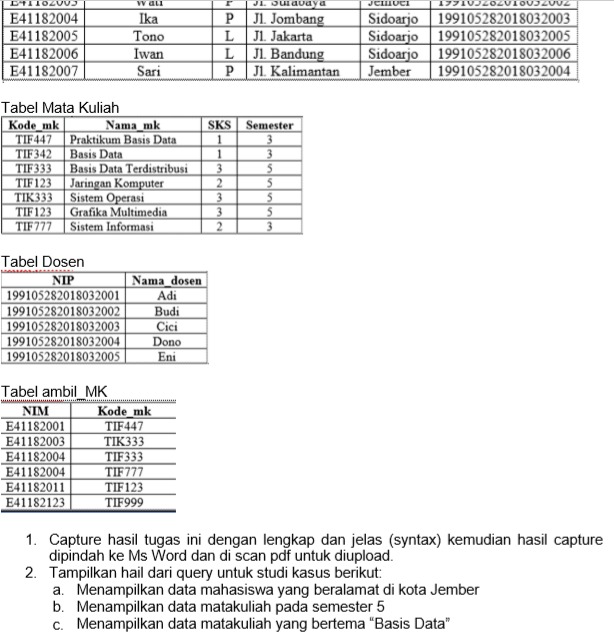 E41182004 Ika P Jl. Jombang Sidoarjo 199105282018032003
E41182005 Tono L Jl. Jakarta Sidoarjo 199105282018032005
E41182006 Iwan L Jl. Bandung Sidoarjo 199105282018032006
E41182007 Sari P Jl. Kalimantan Jember 199105282018032004
Tabel Mata Kuliah
Kode_mk Nama_mk SKS Semester
TIF447 Praktikum Basis Data 1 3
TIF342 Basis Data 1 3
TIF333 Basis Data Terdistribusi 3 5
TIF123 Jaringan Komputer 2 5
TIK333 Sistem Operasi 3 5
TIF123 Grafika Multimedia 3 5
TIF777 Sistem Informasi 2 3
Tabel Dosen
NIP Nama_dosen
199105282018032001 Adi
199105282018032002 Budi
199105282018032003 Cici
199105282018032004 Dono
199105282018032005 Eni
Tabel ambil_MK
NIM Kode_mk
E41182001 TIF447
E41182003 TIK333
E41182004 TIF333
E41182004 TIF777
E41182011 TIF123
E41182123 TIF999
1. Capture hasil tugas ini dengan lengkap dan jelas (syntax) kemudian hasil capture
dipindah ke Ms Word dan di scan pdf untuk diupload.
2. Tampilkan hail dari query untuk studi kasus berikut:
a. Menampilkan data mahasiswa yang beralamat di kota Jember
b. Menampilkan data matakuliah pada semester 5
c. Menampilkan data matakuliah yang bertema “Basis Data”